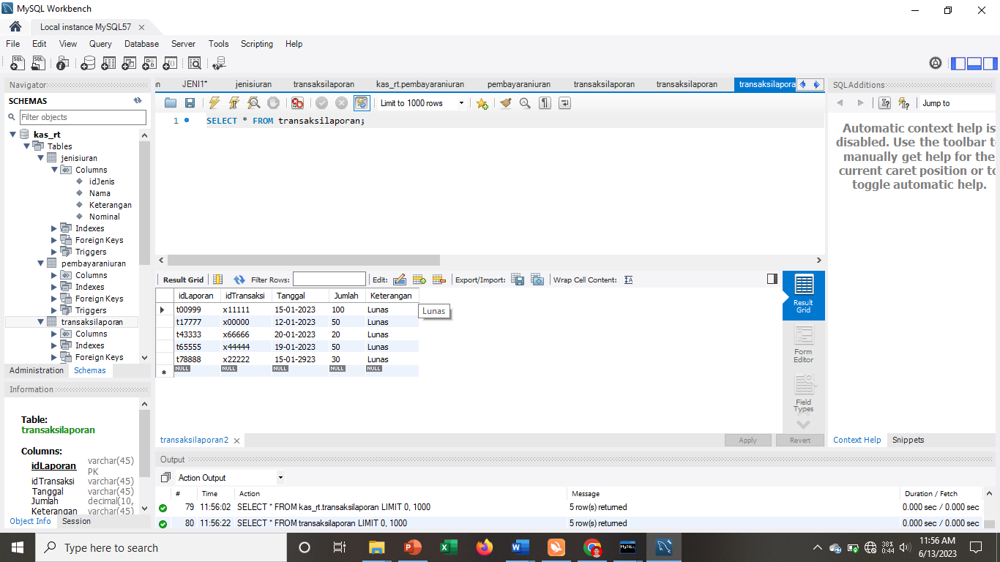 MySQL Workbench
Local instance MySQL57
File Edit View Query Database Server Tools Scripting Help
Navigator
SCHEMAS
Filter objects
kas_rt
Tables
jenisiuran
Columns
idJenis
Nama
Keterangan
Nominal
Indexes
Foreign Keys
Triggers
pembayaraniuran
Columns
Indexes
Foreign Keys
Triggers
transaksilaporan
Columns
Indexes
Foreign Keys
Administration Schemas
Information
Table:
transaksilaporan
Columns:
idLaporan varchar(45)
PK
idTransaksi varchar(45)
Tanggal varchar(45)
Jumlah decimal(10,
Keterangan varchar(45)
Object Info Session
an JENI1* jenisiuran transaksilaporan kas_rt.pembayaraniuran pembayaraniuran transaksilaporan transaksilaporan transaksilapora
Limit to 1000 rows
1 SELECT * FROM transaksilaporan;
Result Grid Filter Rows: Edit: Export/Import: Wrap Cell Content:
idLaporan idTransaksi Tanggal Jumlah Keterangan
t00999 x11111 15-01-2023 100 Lunas
Lunas
t17777 x00000 12-01-2023 50 Lunas
t43333 x66666 20-01-2023 20 Lunas
t65555 x44444 19-01-2023 50 Lunas
t78888 x22222 15-01-2923 30 Lunas
NULL NULL NULL NULL NULL
Result
Grid
Form
Editor
Field
Types
transaksilaporan2
Apply Revert
SQLAdditions
Jump to
Automatic context help is
disabled. Use the toolbar t
manually get help for the
current caret position or to
toggle automatic help.
Context Help Snippets
Output
Action Output
# Time Action Message Duration / Fetch
79 11:56:02 SELECT * FROM kas_rt.transaksilaporan LIMIT 0, 1000 5 row(s) returned 0.000 sec / 0.000 sec
80 11:56:22 SELECT * FROM transaksilaporan LIMIT 0, 1000 5 row(s) returned 0.000 sec / 0.000 sec
Type here to search
38%
0:44
11:56 AM
6/13/2023